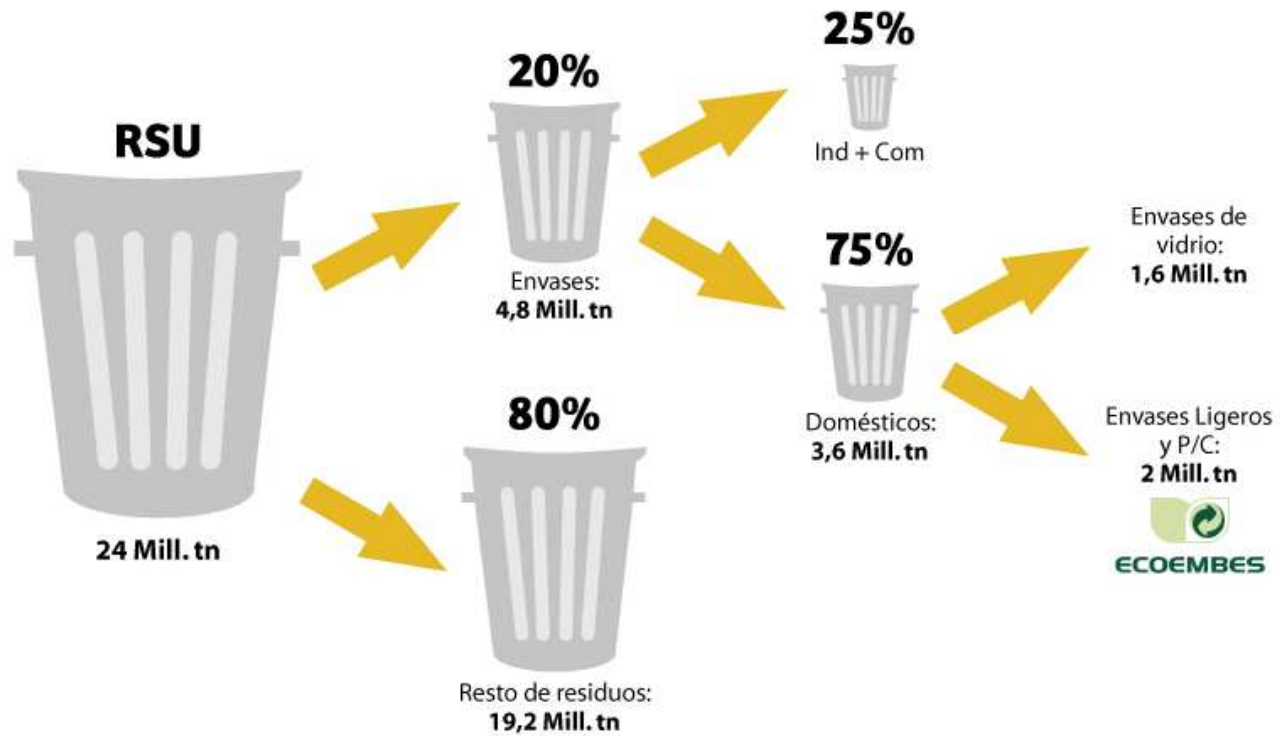 RSU
24 Mill. tn
20%
Envases:
4,8 Mill. tn
80%
Resto de residuos:
19,2 Mill. tn
25%
Ind + Com
75%
Domésticos:
3,6 Mill. tn
Envases de
vidrio:
1,6 Mill. tn
Envases Ligeros
y P/C:
2 Mill. tn
ECOEMBES